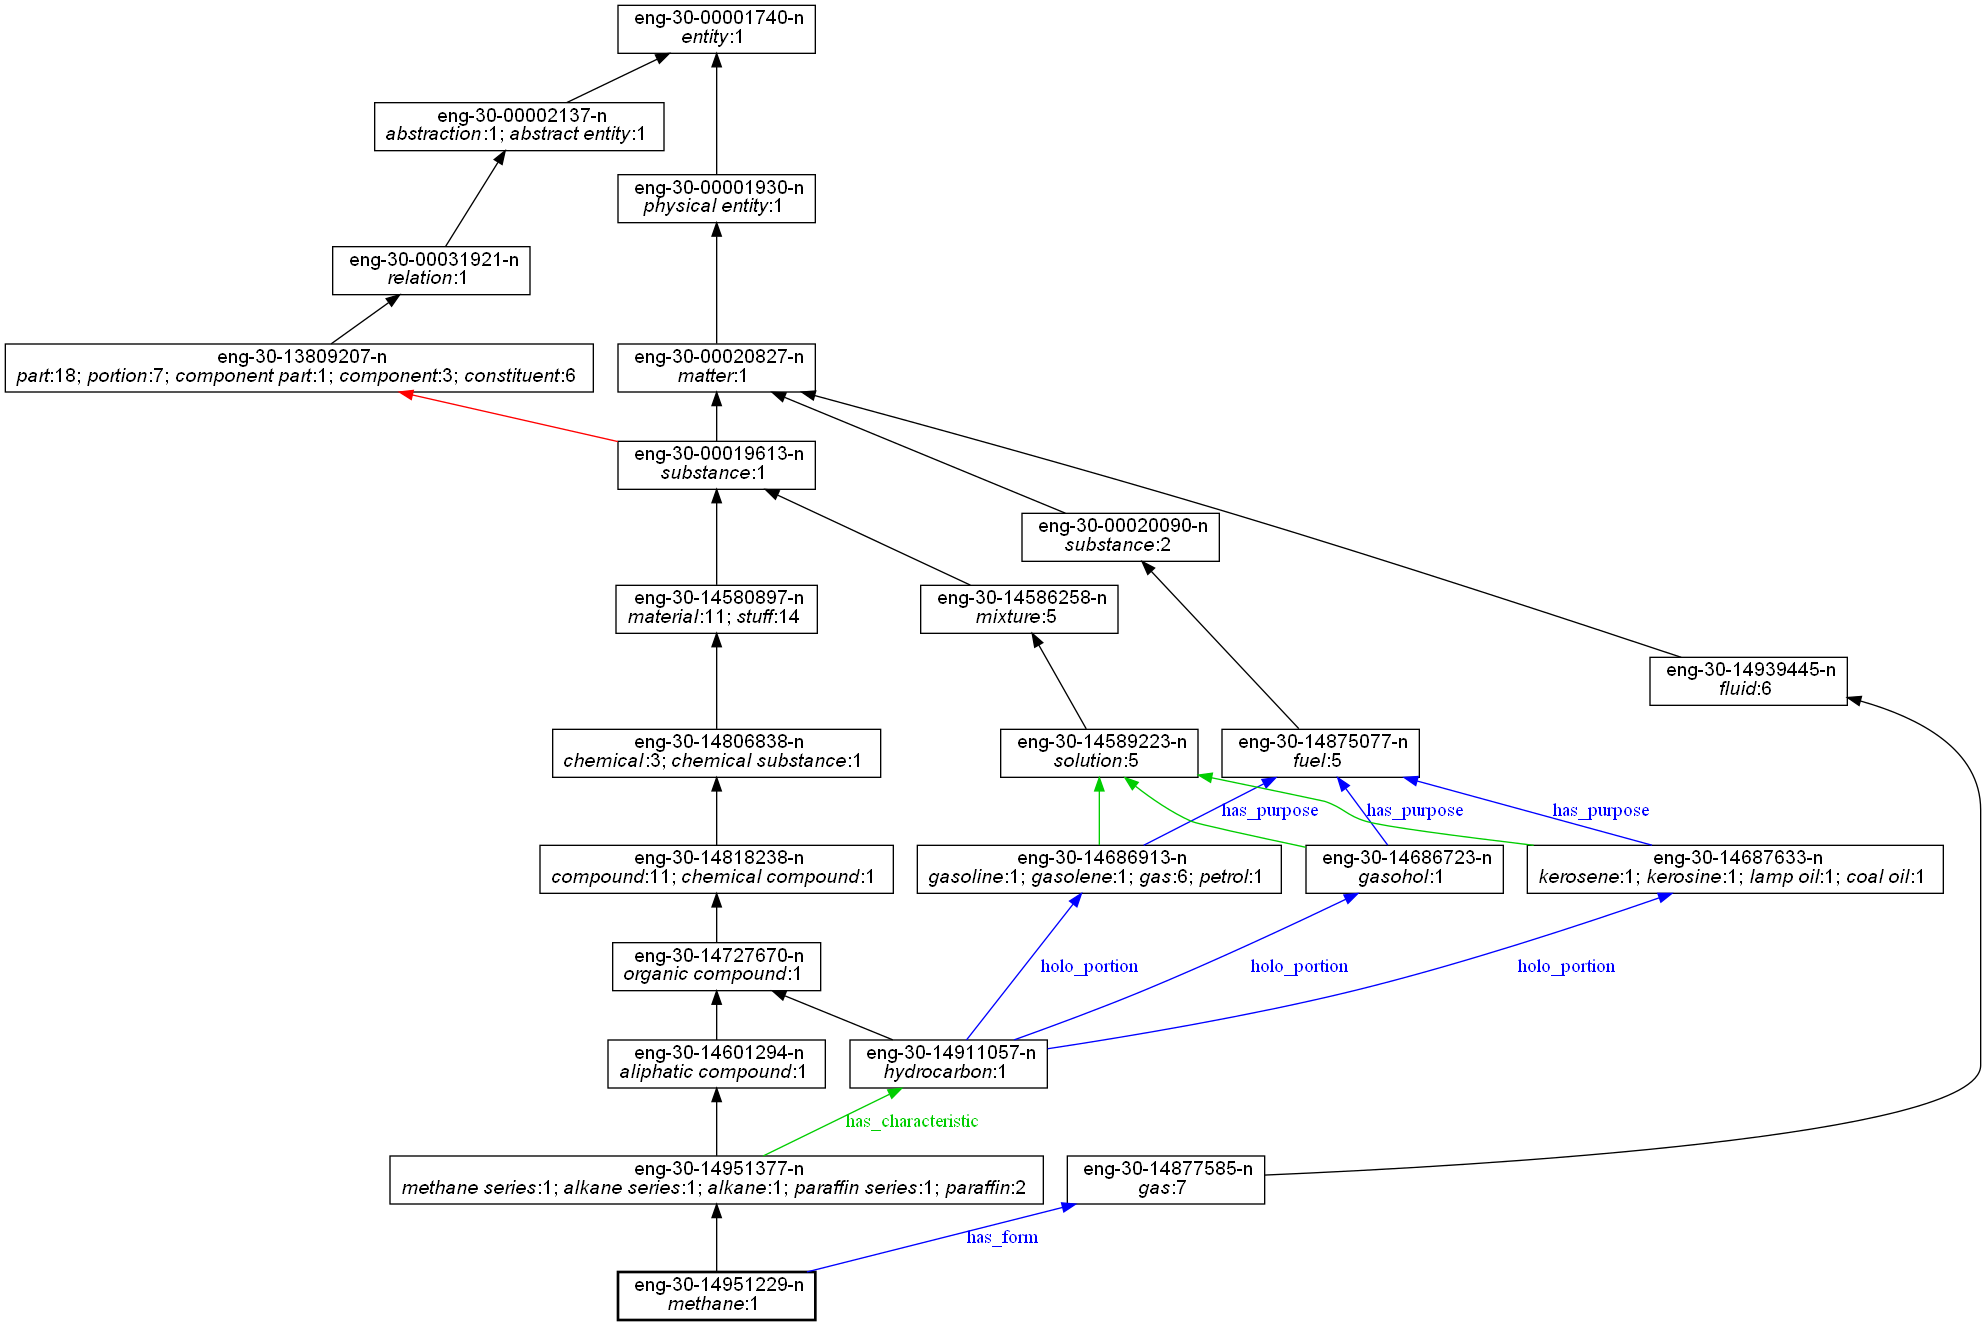 eng-30-00001740-n
entity:1
eng-30-00002137-n
abstraction:1; abstract entity:1
eng-30-00001930-n
physical entity:1
eng-30-00031921-n
relation:1
eng-30-13809207-n
part:18; portion:7; component part:1; component:3; constituent:6
eng-30-00020827-n
matter:1
eng-30-00019613-n
substance:1
eng-30-00020090-n
substance:2
eng-30-14580897-n
material:11; stuff:14
eng-30-14586258-n
mixture:5
eng-30-14939445-n
fluid:6
eng-30-14806838-n
chemical:3; chemical substance:1
eng-30-14589223-n
solution:5
eng-30-14875077-n
fuel:5
has_purpose
has_purpose
has_purpose
eng-30-14818238-n
compound:11; chemical compound:1
eng-30-14686913-n
gasoline:1; gasolene:1; gas:6; petrol:1
eng-30-14686723-n
gasohol:1
eng-30-14687633-n
kerosene:1; kerosine:1; lamp oil:1; coal oil:1
eng-30-14727670-n
organic compound:1
holo_portion
holo_portion
holo_portion
eng-30-14601294-n
aliphatic compound:1
eng-30-14911057-n
hydrocarbon:1
has_characteristic
eng-30-14951377-n
methane series:1; alkane series:1; alkane:1; paraffin series:1; paraffin:2
eng-30-14877585-n
gas:7
has_form
eng-30-14951229-n
methane:1